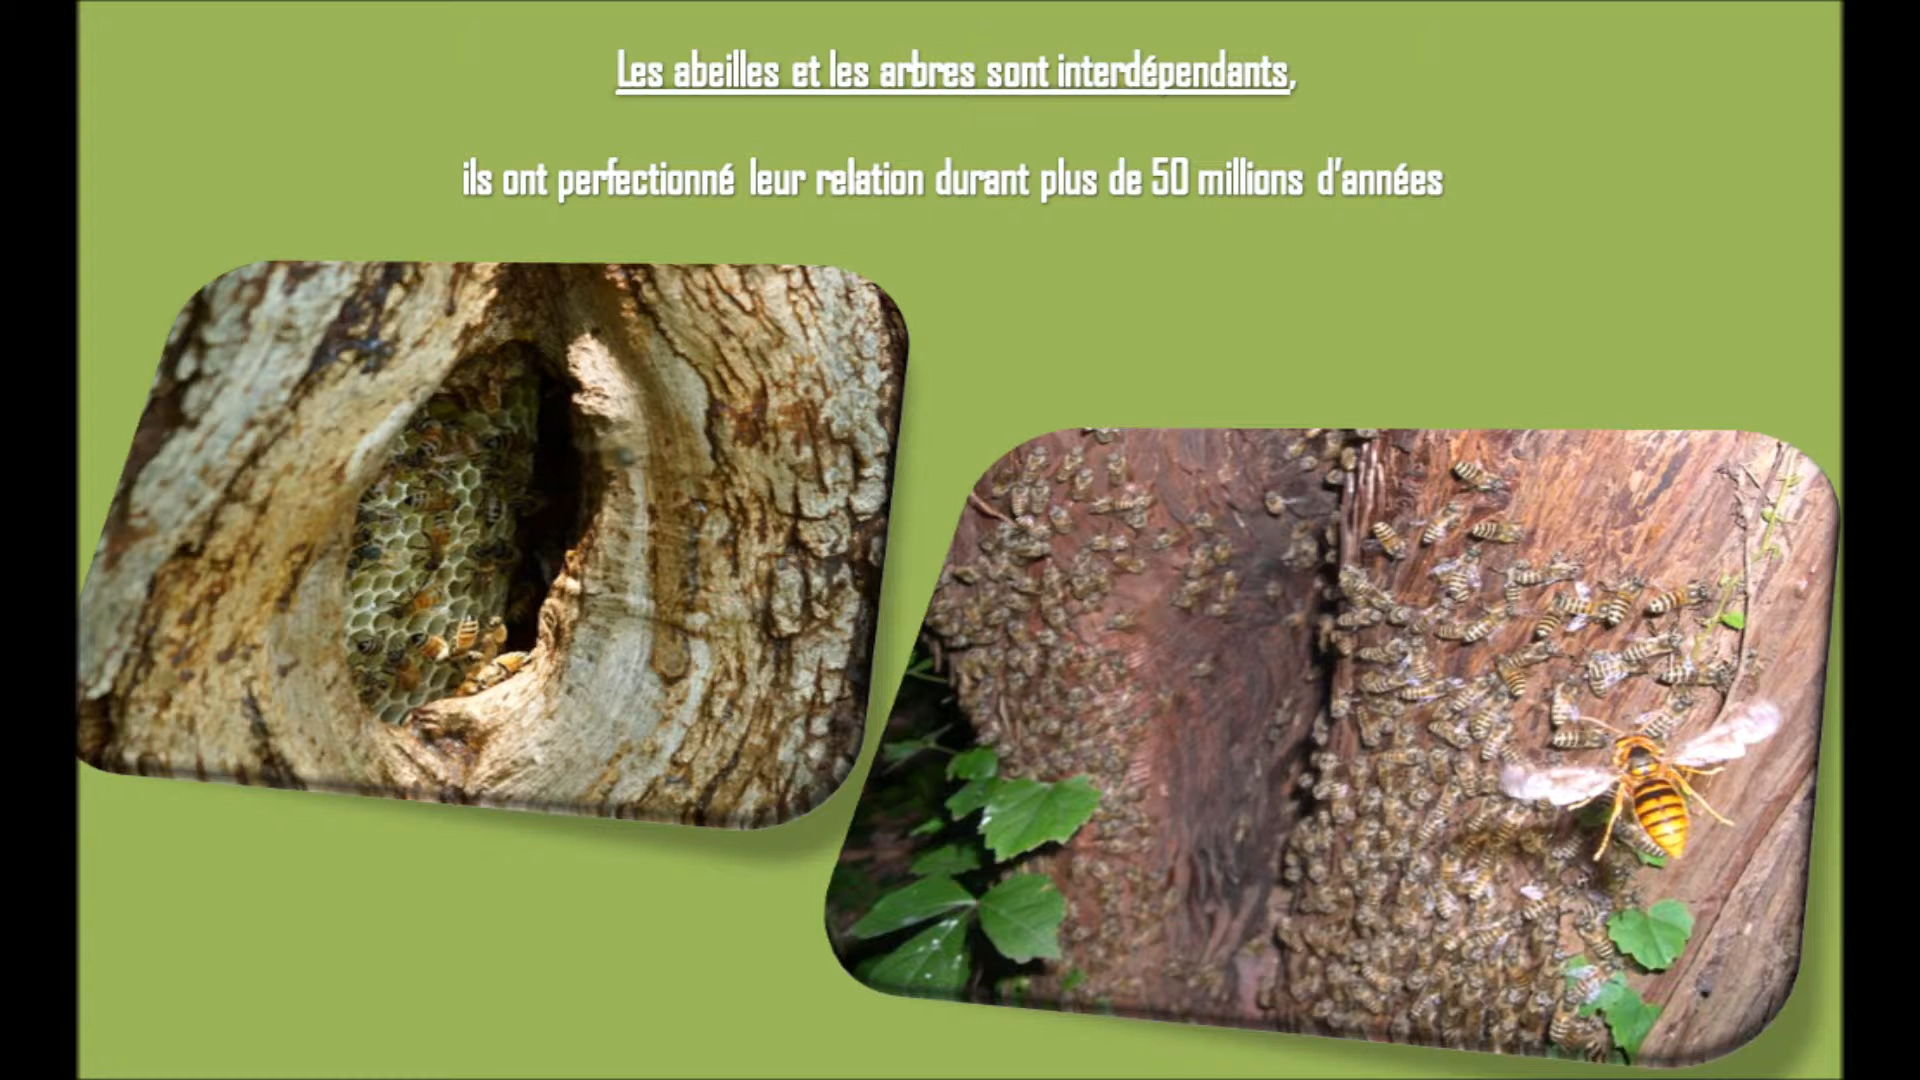 Les abeilles et les arbres sont interdépendants,
ils ont perfectionné leur relation durant plus de 50 millions d'années